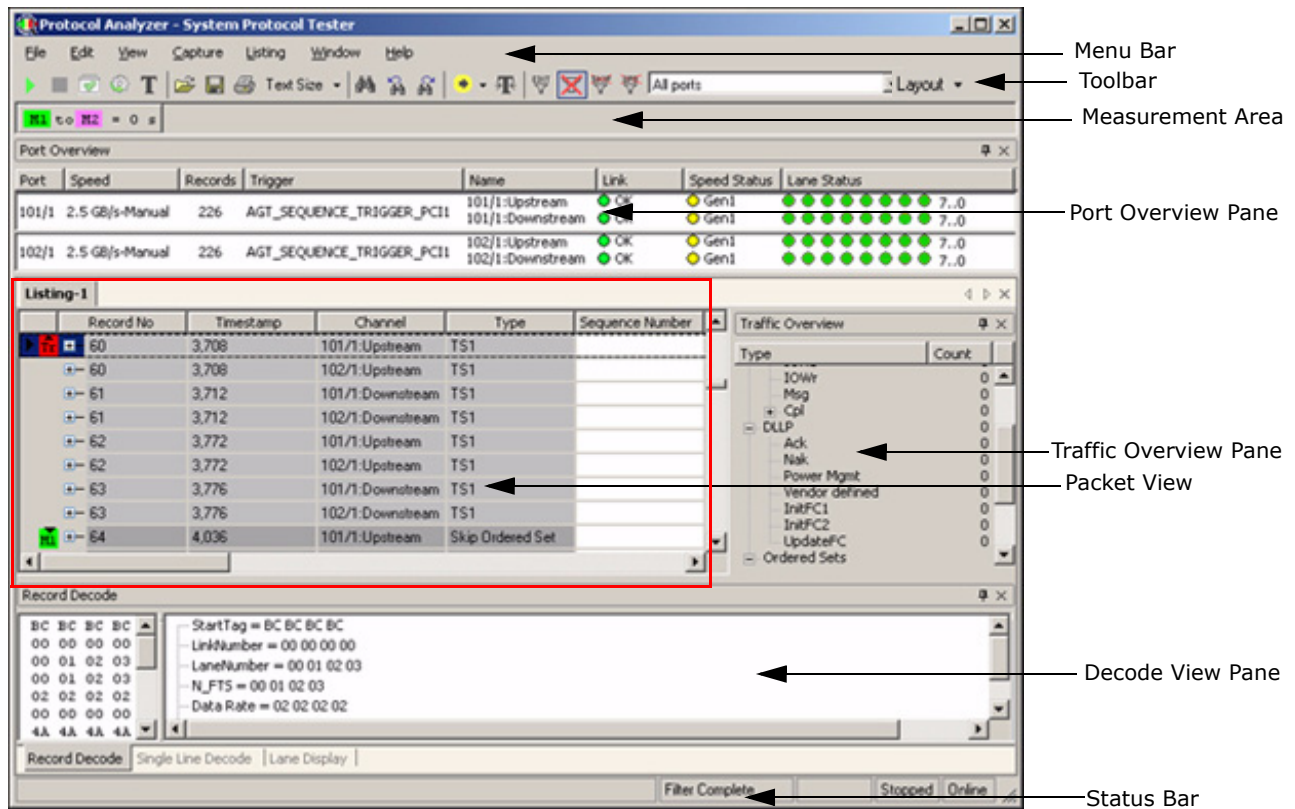 Protocol Analyzer - System Protocol Tester
File Edit View Capture Listing Window Help
Menu Bar
T Text Size All ports Layout
Toolbar
M1 to M2 = 0 s
Measurement Area
Port Overview
Port Speed Records Trigger Name Link Speed Status Lane Status
101/1 2.5 GB/s-Manual 226 AGT_SEQUENCE_TRIGGER_PCI1 101/1:Upstream OK Gen1 7..0
101/1:Downstream OK Gen1 7..0
Port Overview Pane
102/1 2.5 GB/s-Manual 226 AGT_SEQUENCE_TRIGGER_PCI1 102/1:Upstream OK Gen1 7..0
102/1:Downstream OK Gen1 7..0
Listing-1
Record No Timestamp Channel Type Sequence Number
60 3,708 101/1:Upstream TS1
60 3,708 102/1:Upstream TS1
61 3,712 101/1:Downstream TS1
61 3,712 102/1:Downstream TS1
62 3,772 101/1:Upstream TS1
62 3,772 102/1:Upstream TS1
63 3,776 101/1:Downstream TS1
63 3,776 102/1:Downstream TS1
M1 64 4,036 101/1:Upstream Skip Ordered Set
Traffic Overview
Type Count
IOWr 0
Msg 0
Cpl 0
DLLP 0
Ack 0
Nak 0
Power Mgmt 0
Vendor defined 0
InitFC1 0
InitFC2 0
UpdateFC 0
Ordered Sets
Traffic Overview Pane
Packet View
Record Decode
BC BC BC BC
00 00 00 00
00 01 02 03
00 01 02 03
02 02 02 02
00 00 00 00
4A 4A 4A 4A
StartTag = BC BC BC BC
LinkNumber = 00 00 00 00
LaneNumber = 00 01 02 03
N_FTS = 00 01 02 03
Data Rate = 02 02 02 02
Decode View Pane
Record Decode Single Line Decode Lane Display
Filter Complete Stopped Online
Status Bar